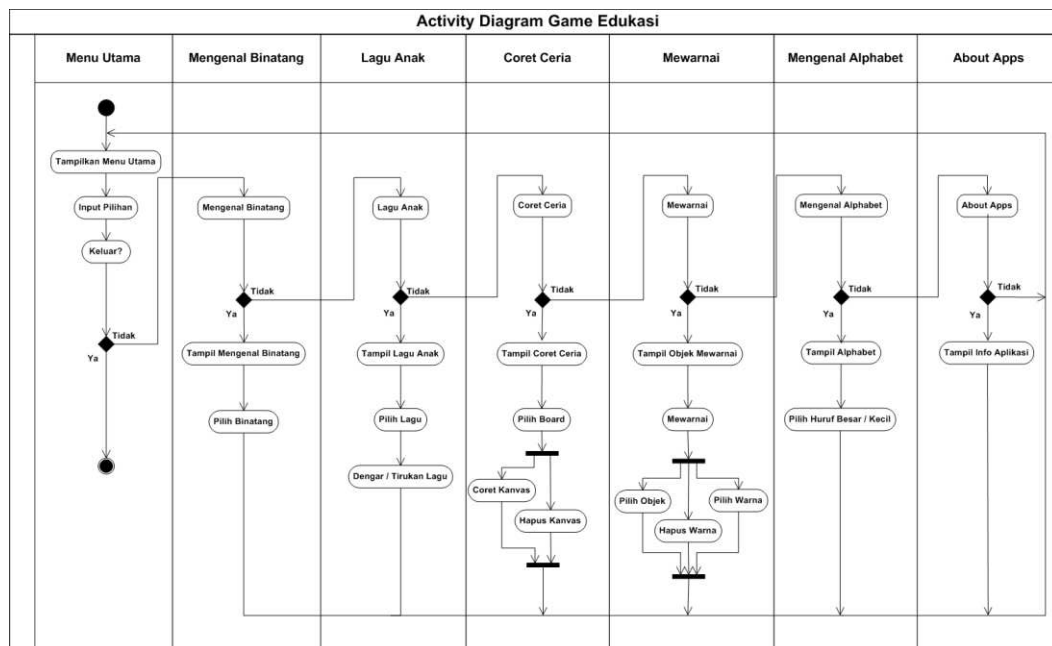 Activity Diagram Game Edukasi
Menu Utama
Mengenal Binatang
Lagu Anak
Coret Ceria
Mewarnai
Mengenal Alphabet
About Apps
Tampilkan Menu Utama
Input Pilihan
Keluar?
Tidak
Ya
Mengenal Binatang
Tidak
Ya
Tampil Mengenal Binatang
Pilih Binatang
Lagu Anak
Tidak
Ya
Tampil Lagu Anak
Pilih Lagu
Dengar / Tirukan Lagu
Coret Ceria
Tidak
Ya
Tampil Coret Ceria
Pilih Board
Coret Kanvas
Hapus Kanvas
Mewarnai
Tidak
Ya
Tampil Objek Mewarnai
Mewarnai
Pilih Objek
Pilih Warna
Hapus Warna
Mengenal Alphabet
Tidak
Ya
Tampil Alphabet
Pilih Huruf Besar / Kecil
About Apps
Tidak
Ya
Tampil Info Aplikasi